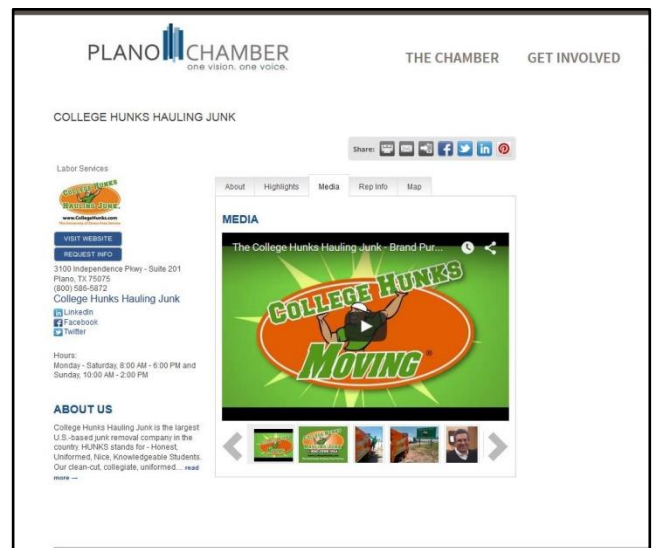 PLANO CHAMBER
one vision. one voice.
THE CHAMBER GET INVOLVED
COLLEGE HUNKS HAULING JUNK
Share:
Labor Services
COLLEGE HUNKS
HAULING JUNK
www.CollegeHunks.com
VISIT WEBSITE
REQUEST INFO
3100 Independence Pkwy - Suite 201
Plano, TX 75075
(800) 586-5872
College Hunks Hauling Junk
LinkedIn
Facebook
Twitter
Hours:
Monday - Saturday, 8:00 AM - 6:00 PM and
Sunday, 10:00 AM - 2:00 PM
ABOUT US
College Hunks Hauling Junk is the largest
U.S.-based junk removal company in the
country. HUNKS stands for - Honest,
Uniformed, Nice, Knowledgeable Students.
Our clean-cut, collegiate, uniformed.... read
more →
About Highlights Media Rep Info Map
MEDIA
The College Hunks Hauling Junk - Brand Pur...
COLLEGE HUNKS
MOVING®